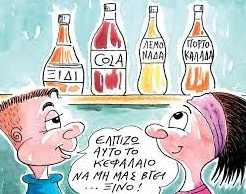 ΞΙΔΙ
COLA
ΛΕΜΟ
ΝΑΔΑ
ΠΟΡΤΟ
ΚΑΛΑΔΑ
ΕΛΠΙΖΩ
ΑΥΤΟ ΤΟ
ΚΕΦΑΛΑΙΟ
ΝΑ ΜΗ ΜΑΣ ΒΓΕΙ
... ΞΙΝΟ!